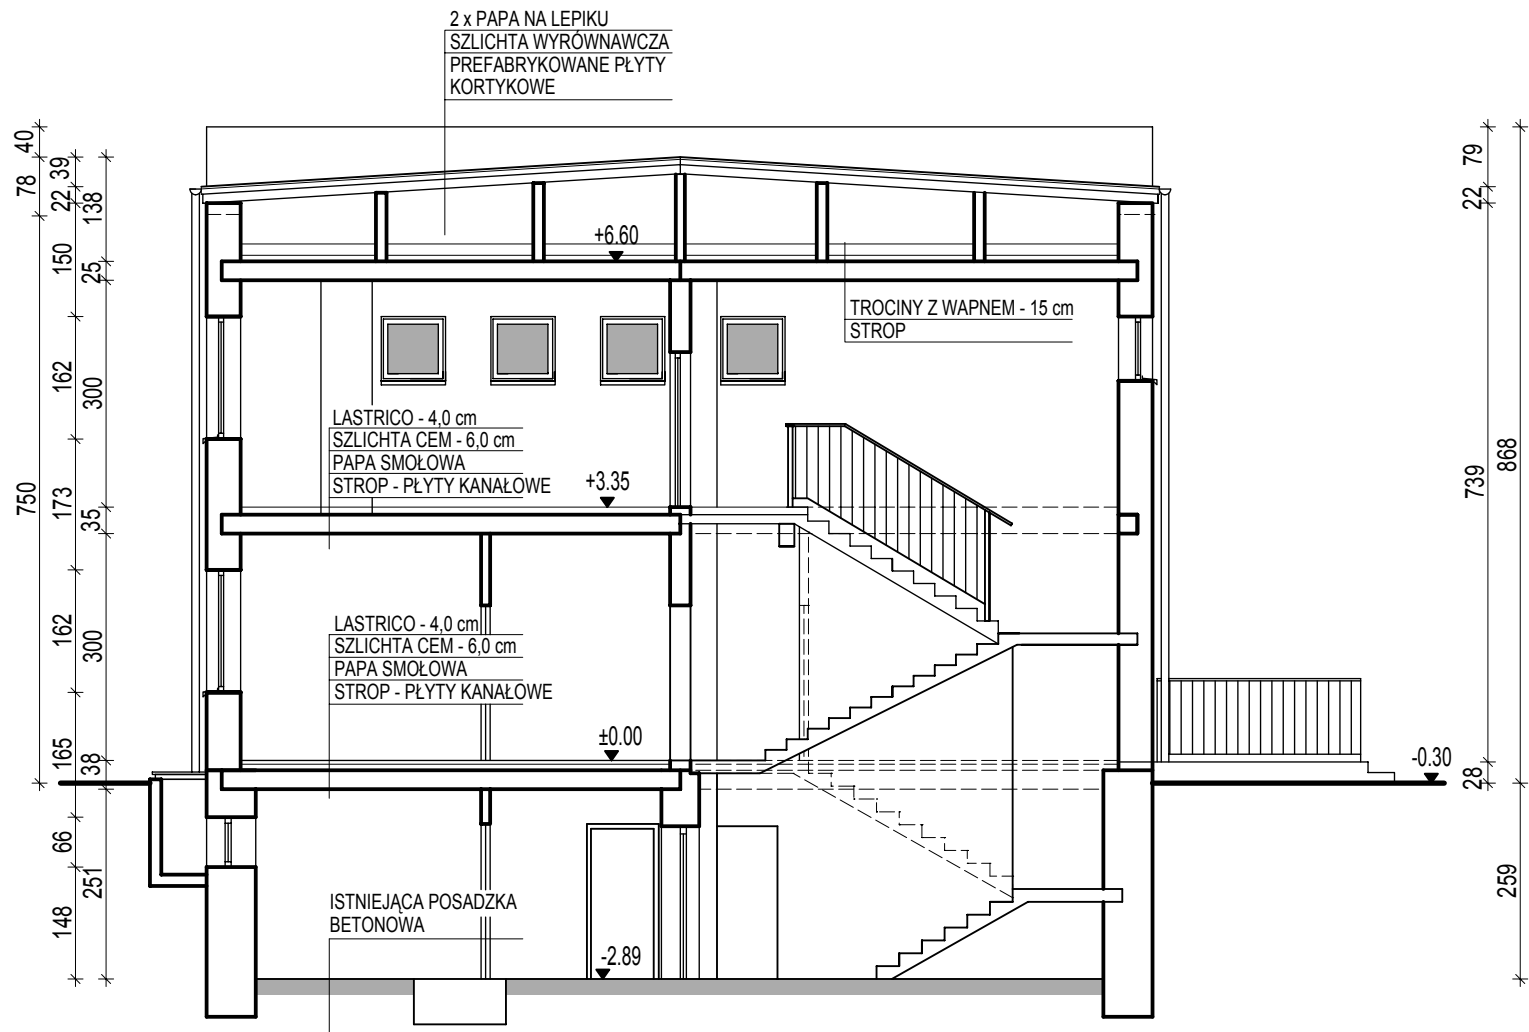 2 x PAPA NA LEPIKU
SZLICHTA WYRÓWNAWCZA
PREFABRYKOWANE PŁYTY
KORTYKOWE
40
78
750
39
22
150
162
173
162
165
66
148
138
25
300
35
300
38
251
+6.60
TROCINY Z WAPNEM - 15 cm
STROP
LASTRICO - 4,0 cm
SZLICHTA CEM - 6,0 cm
PAPA SMOŁOWA
STROP - PŁYTY KANAŁOWE
+3.35
LASTRICO - 4,0 cm
SZLICHTA CEM - 6,0 cm
PAPA SMOŁOWA
STROP - PŁYTY KANAŁOWE
±0.00
-0.30
ISTNIEJĄCA POSADZKA
BETONOWA
-2.89
79
22
739
28
868
259